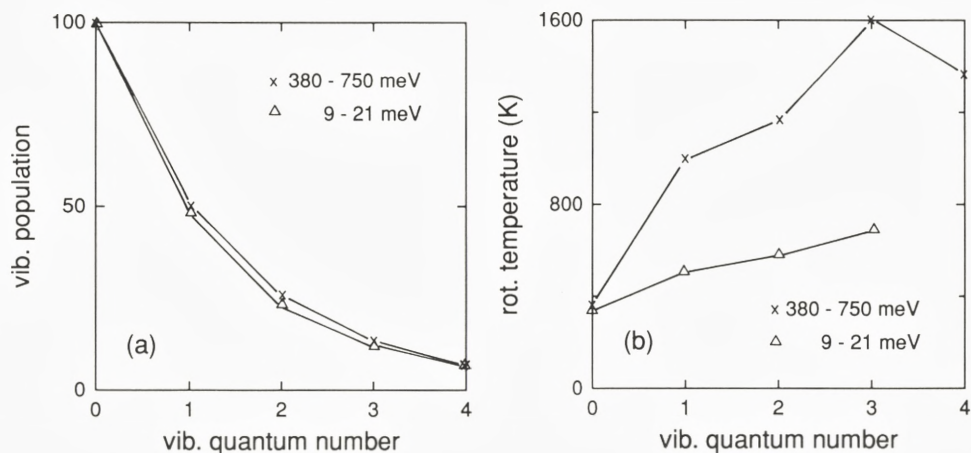 100
50
0
vib. population
x 380 - 750 meV
△ 9 - 21 meV
(a)
0 1 2 3 4
vib. quantum number
1600
800
0
rot. temperature (K)
x 380 - 750 meV
△ 9 - 21 meV
(b)
0 1 2 3 4
vib. quantum number